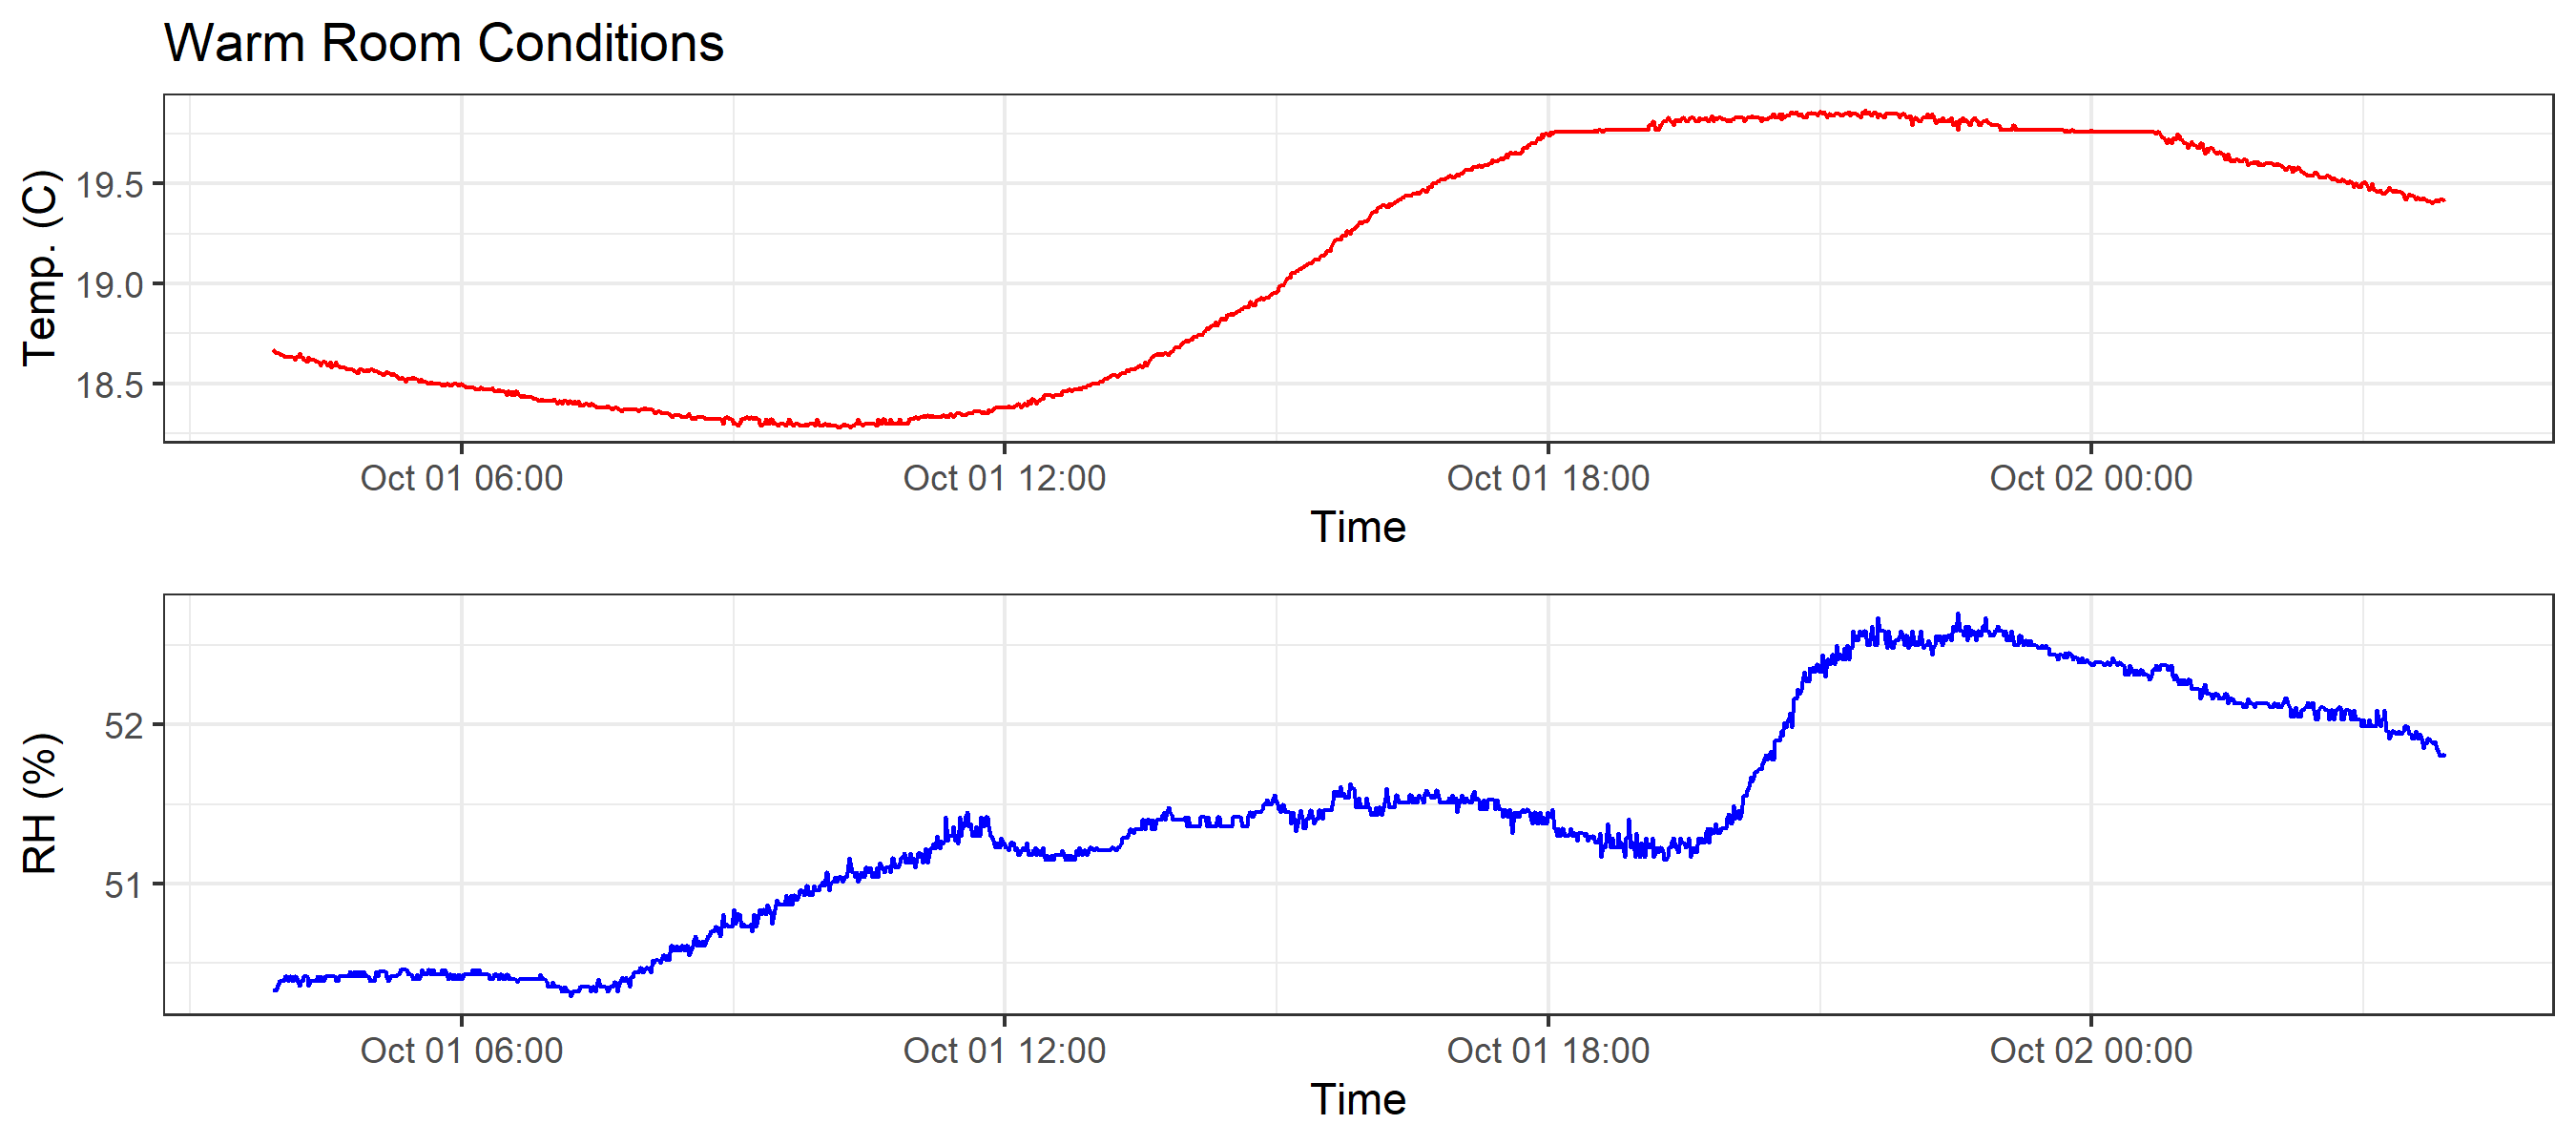 Warm Room Conditions
Temp. (C)
19.5
19.0
18.5
Oct 01 06:00 Oct 01 12:00 Oct 01 18:00 Oct 02 00:00
Time
RH (%)
52
51
Oct 01 06:00 Oct 01 12:00 Oct 01 18:00 Oct 02 00:00
Time